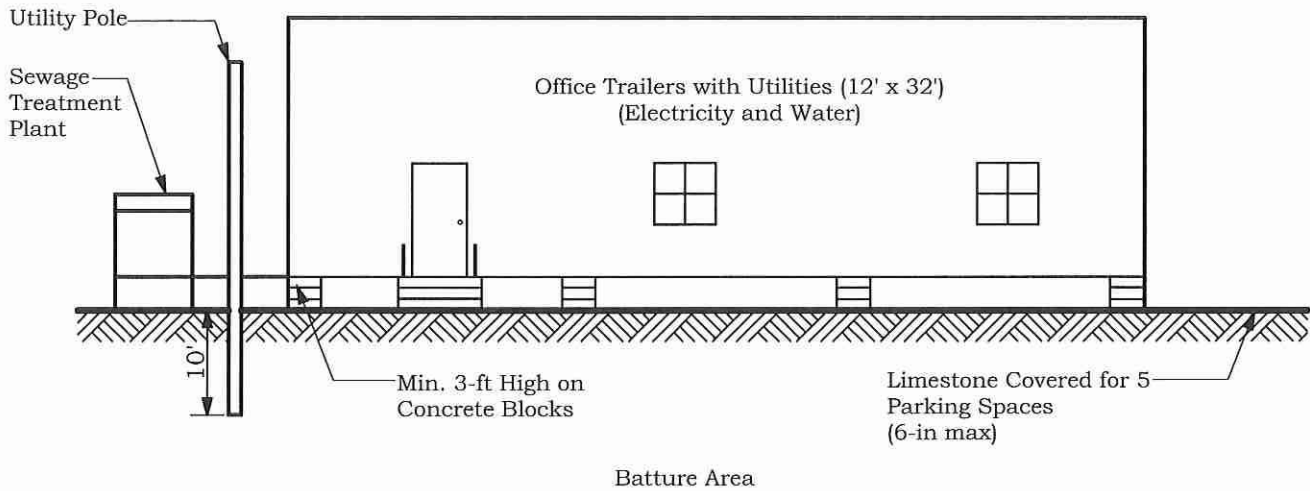 Utility Pole
Sewage
Treatment
Plant
Office Trailers with Utilities (12' x 32')
(Electricity and Water)
10'
Min. 3-ft High on
Concrete Blocks
Limestone Covered for 5
Parking Spaces
(6-in max)
Batture Area